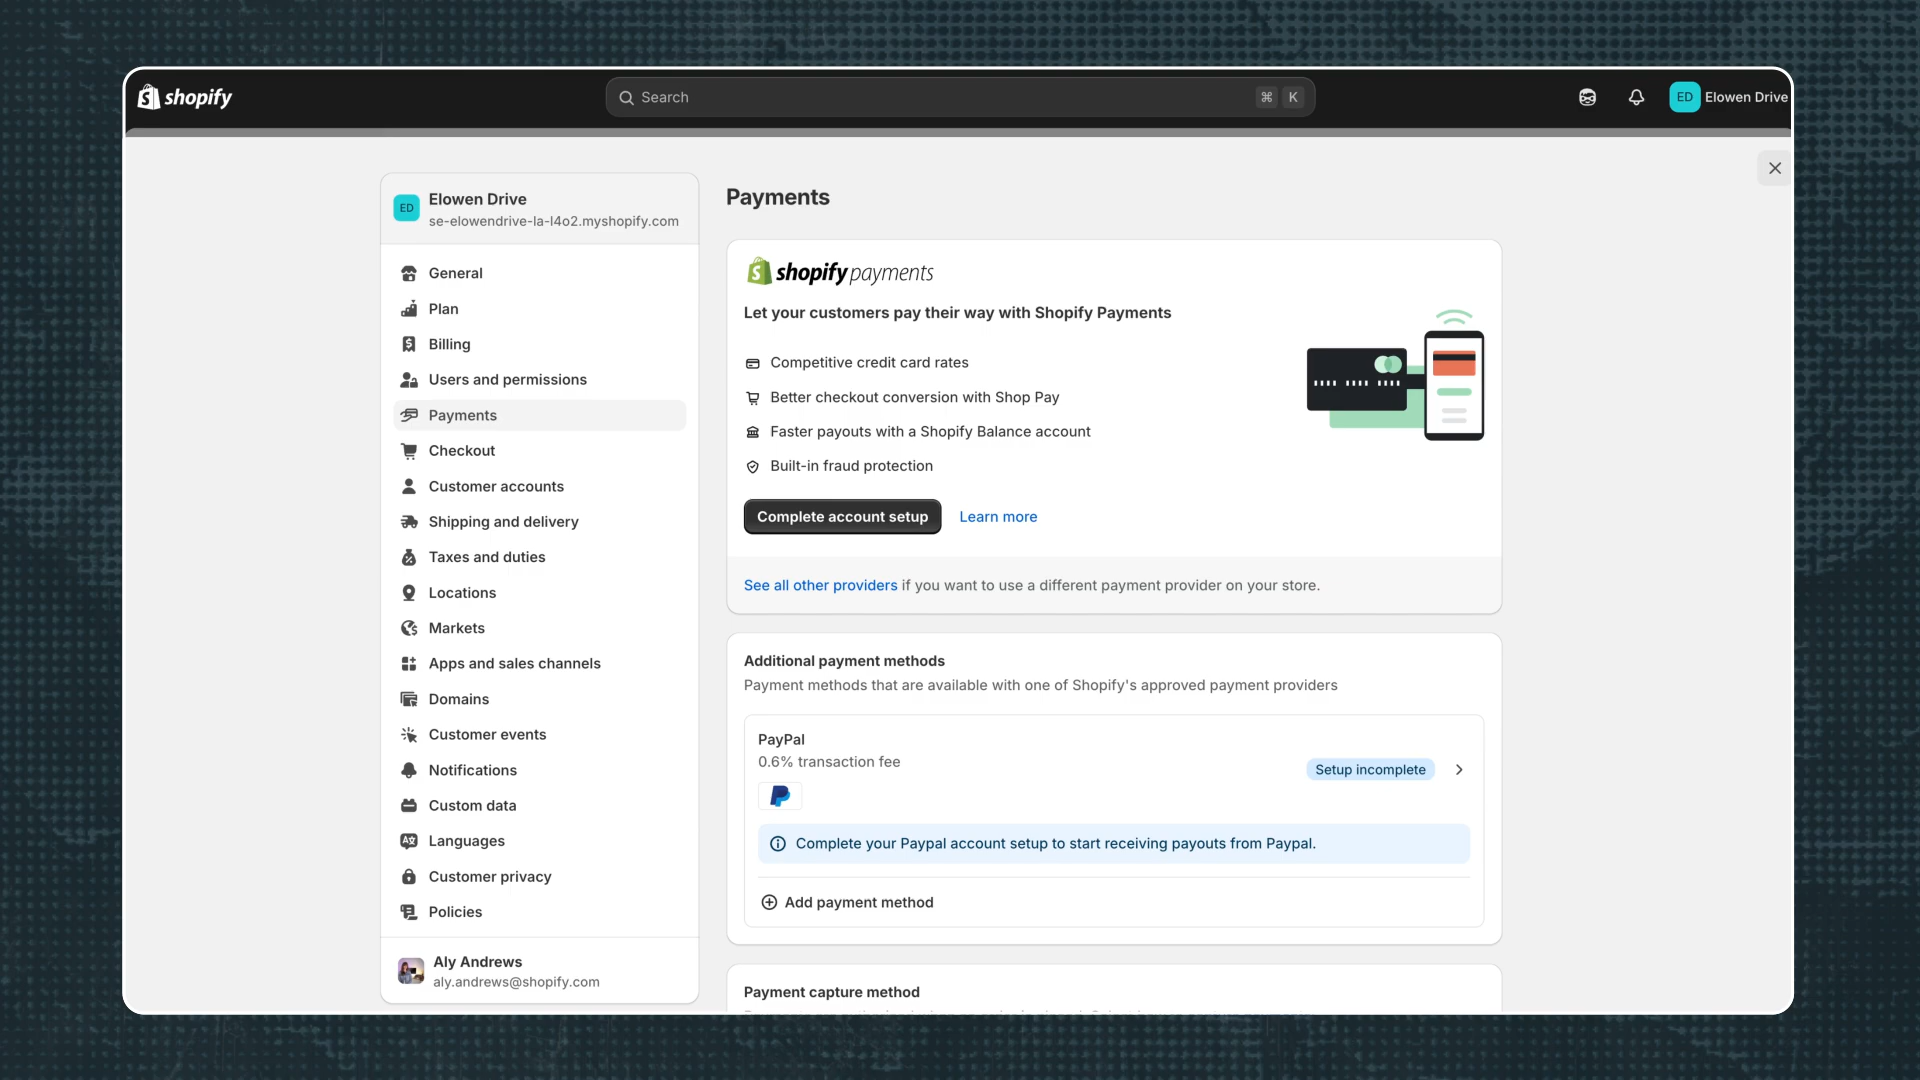 shopify
Search
⌘ K
ED
Elowen Drive
ED
Elowen Drive
se-elowendrive-la-l4o2.myshopify.com
General
Plan
Billing
Users and permissions
Payments
Checkout
Customer accounts
Shipping and delivery
Taxes and duties
Locations
Markets
Apps and sales channels
Domains
Customer events
Notifications
Custom data
Languages
Customer privacy
Policies
Aly Andrews
aly.andrews@shopify.com
Payments
shopify payments
Let your customers pay their way with Shopify Payments
Competitive credit card rates
Better checkout conversion with Shop Pay
Faster payouts with a Shopify Balance account
Built-in fraud protection
Complete account setup
Learn more
See all other providers if you want to use a different payment provider on your store.
Additional payment methods
Payment methods that are available with one of Shopify's approved payment providers
PayPal
0.6% transaction fee
Setup incomplete
Complete your Paypal account setup to start receiving payouts from Paypal.
Add payment method
Payment capture method